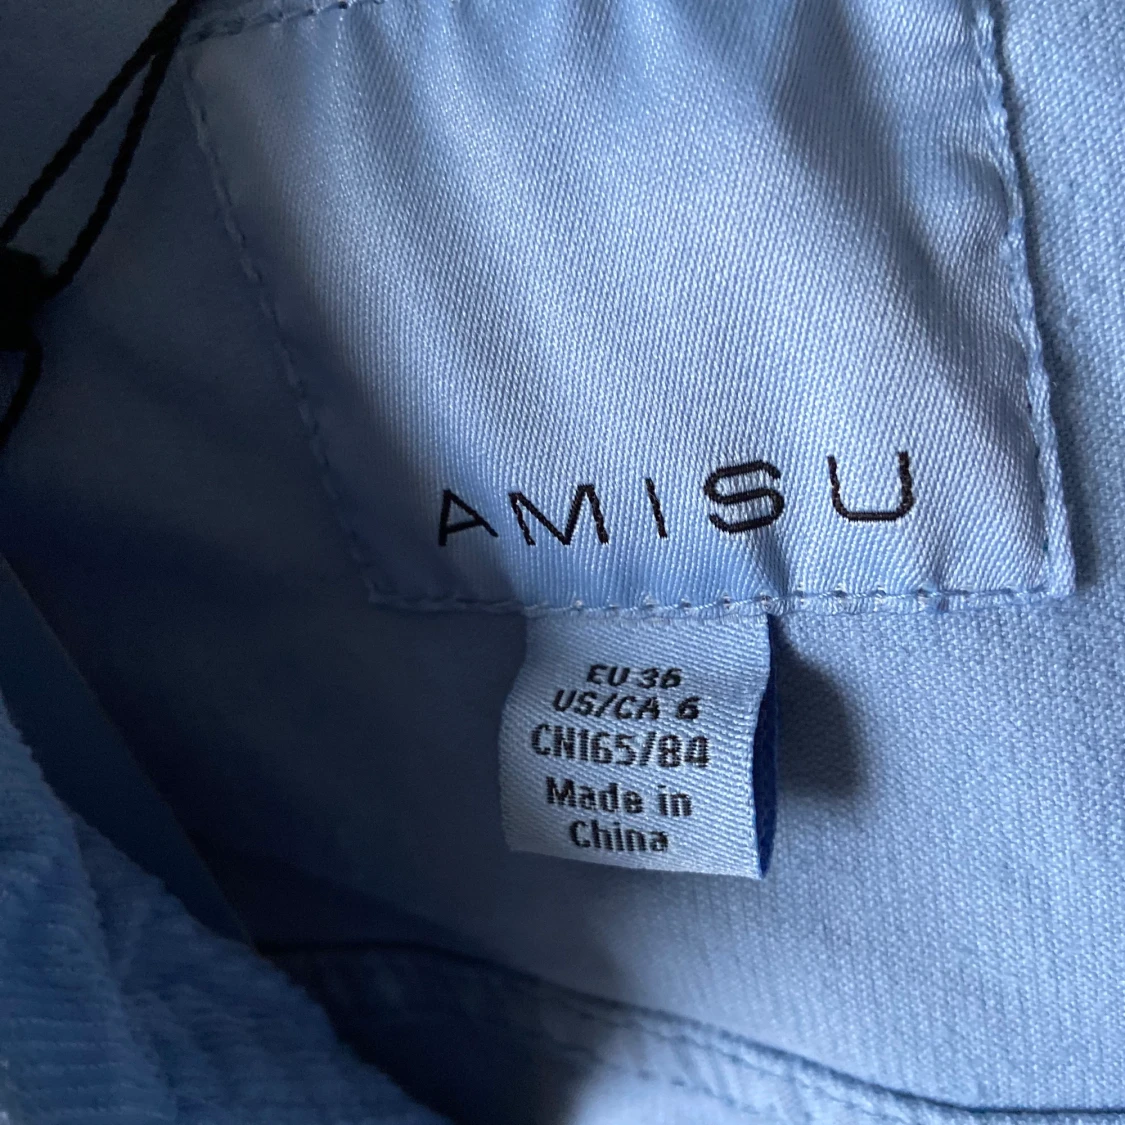 AMISU
EU 36
US/CA 6
CN165/84
Made in
China